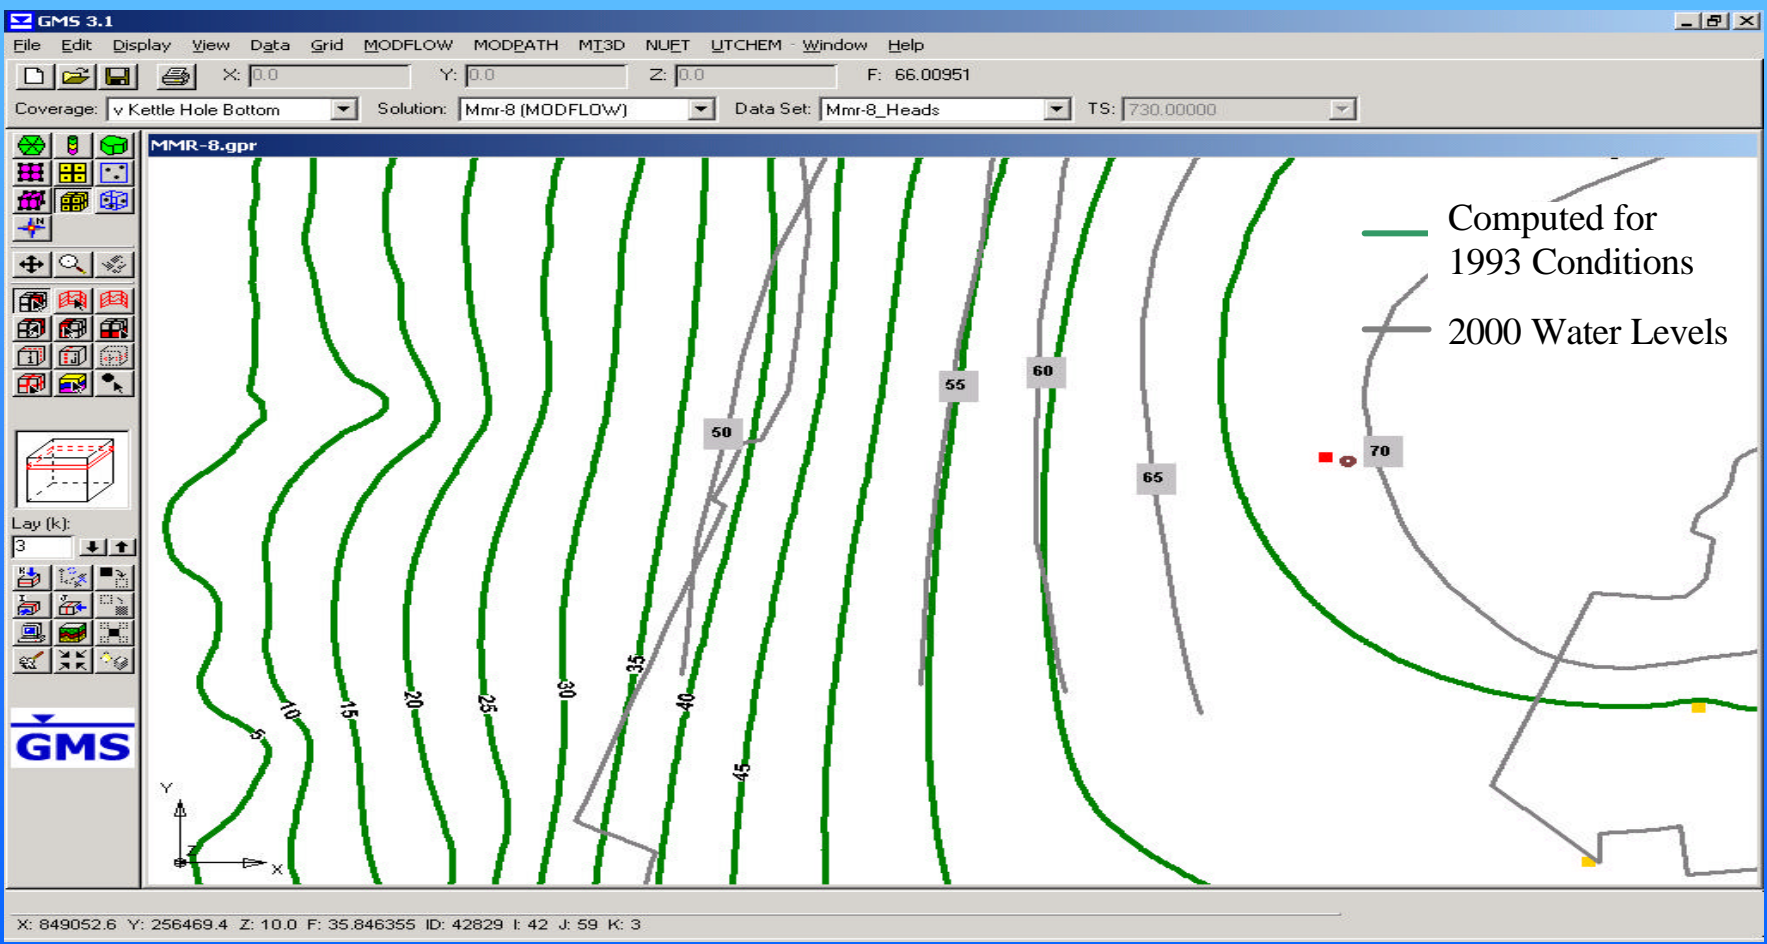 GMS 3.1
File Edit Display View Data Grid MODFLOW MODPATH MT3D NUFT UTCHEM Window Help
X: 0.0 Y: 0.0 Z: 0.0 F: 66.00951
Coverage: v Kettle Hole Bottom Solution: Mmr-8 (MODFLOW) Data Set: Mmr-8_Heads TS: 730.00000
MMR-8.gpr
Computed for
1993 Conditions
2000 Water Levels
60
55
50
70
65
Lay (k):
3
35
30
40
25
20
15
10
5
45
GMS
Y
Z
X
X: 849052.6 Y: 256469.4 Z: 10.0 F: 35.846355 ID: 42829 I: 42 J: 59 K: 3